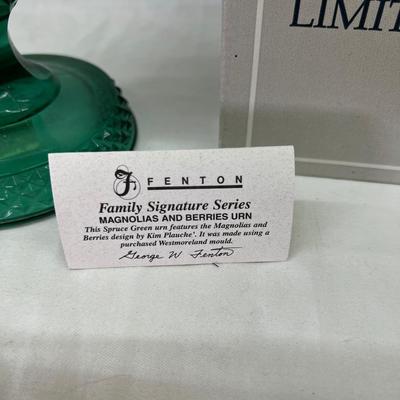 LIMIT
FENTON
Family Signature Series
MAGNOLIAS AND BERRIES URN
This Spruce Green urn features the Magnolias and
Berries design by Kim Plauche'. It was made using a
purchased Westmoreland mould.
George W. Fenton